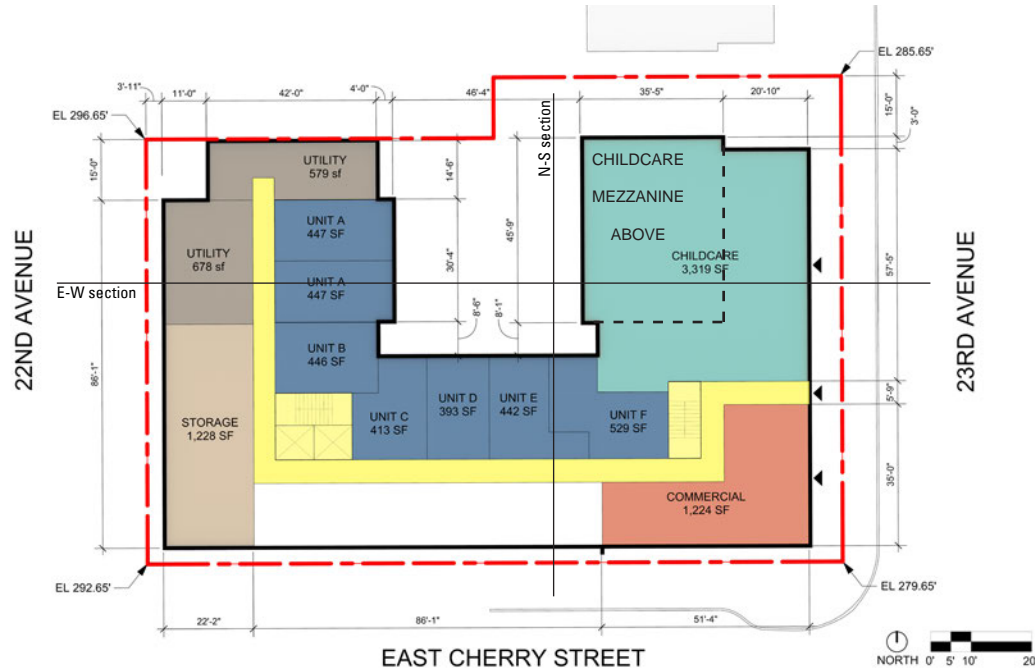 EL 285.65'
3'-11"
11'-0"
42'-0"
4'-0"
46'-4"
35'-5"
20'-10"
15'-0"
3'-0"
EL 296.65'
15'-0"
UTILITY
579 sf
14'-6"
N-S section
CHILDCARE
MEZZANINE
ABOVE
UNIT A
447 SF
45'-9"
22ND AVENUE
UTILITY
678 sf
30'-4"
CHILDCARE
3,319 SF
57'-5"
23RD AVENUE
E-W section
UNIT A
447 SF
8'-6"
8'-1"
UNIT B
446 SF
86'-1"
UNIT C
413 SF
UNIT D
393 SF
UNIT E
442 SF
UNIT F
529 SF
5'-9"
STORAGE
1,228 SF
COMMERCIAL
1,224 SF
35'-0"
EL 292.65'
EL 279.65'
22'-2"
86'-1"
51'-4"
EAST CHERRY STREET
NORTH
0' 5' 10' 20